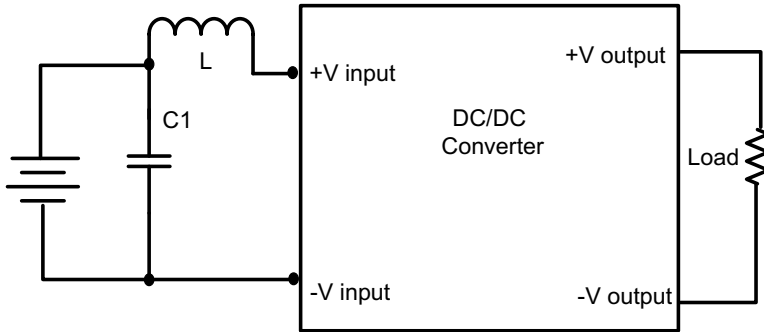 L
+V input
+V output
C1
DC/DC
Converter
Load
-V input
-V output